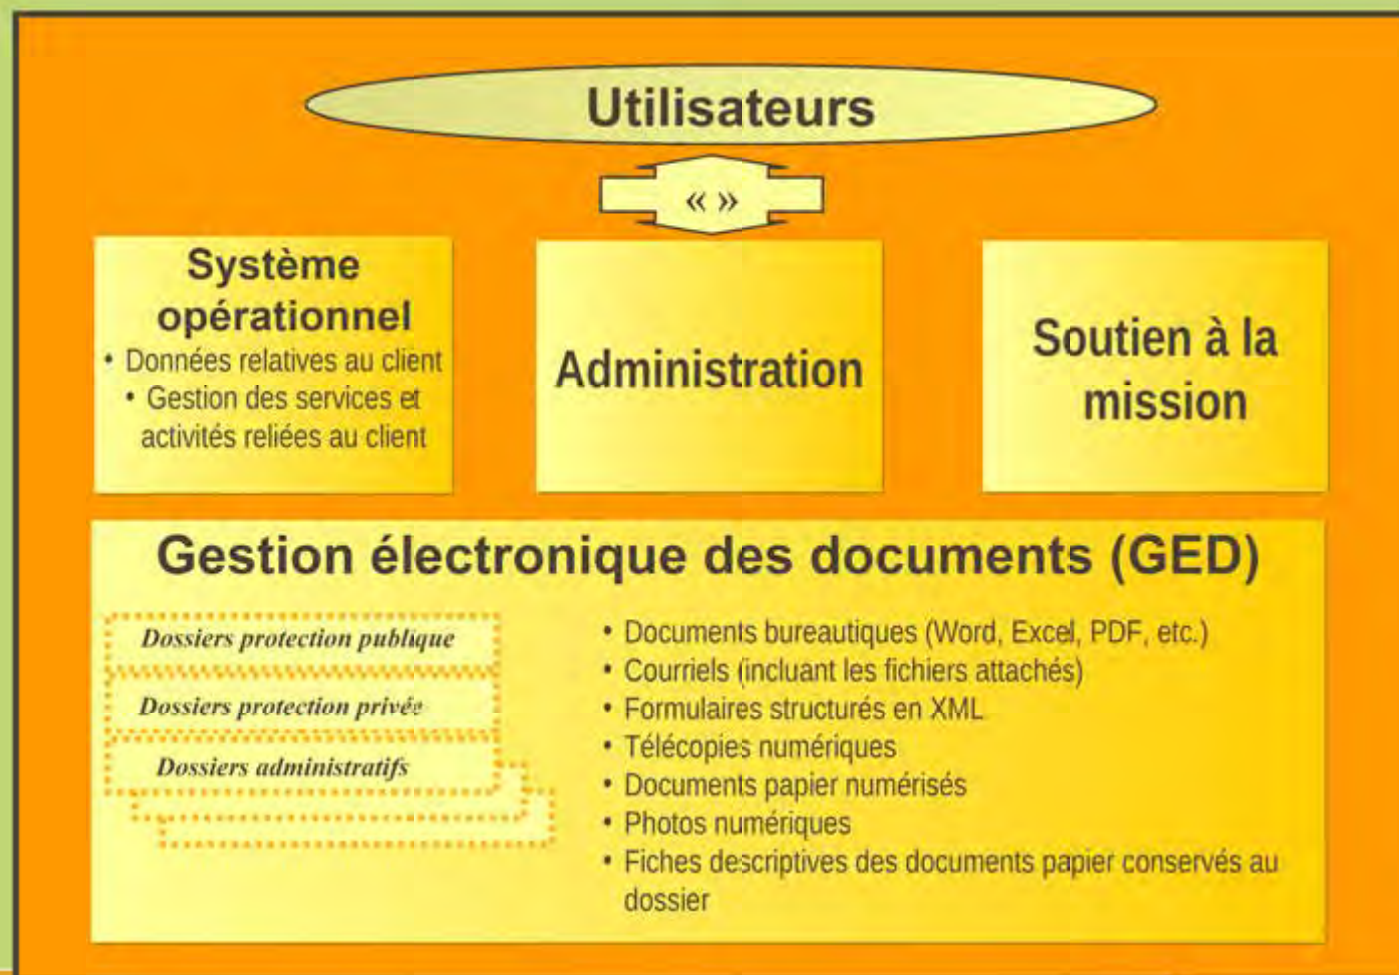 Utilisateurs
« »
Système
opérationnel
• Données relatives au client
• Gestion des services et
activités reliées au client
Administration
Soutien à la
mission
Gestion électronique des documents (GED)
Dossiers protection publique
Dossiers protection privée
Dossiers administratifs
• Documents bureautiques (Word, Excel, PDF, etc.)
• Courriels (incluant les fichiers attachés)
• Formulaires structurés en XML
• Télécopies numériques
• Documents papier numérisés
• Photos numériques
• Fiches descriptives des documents papier conservés au
dossier